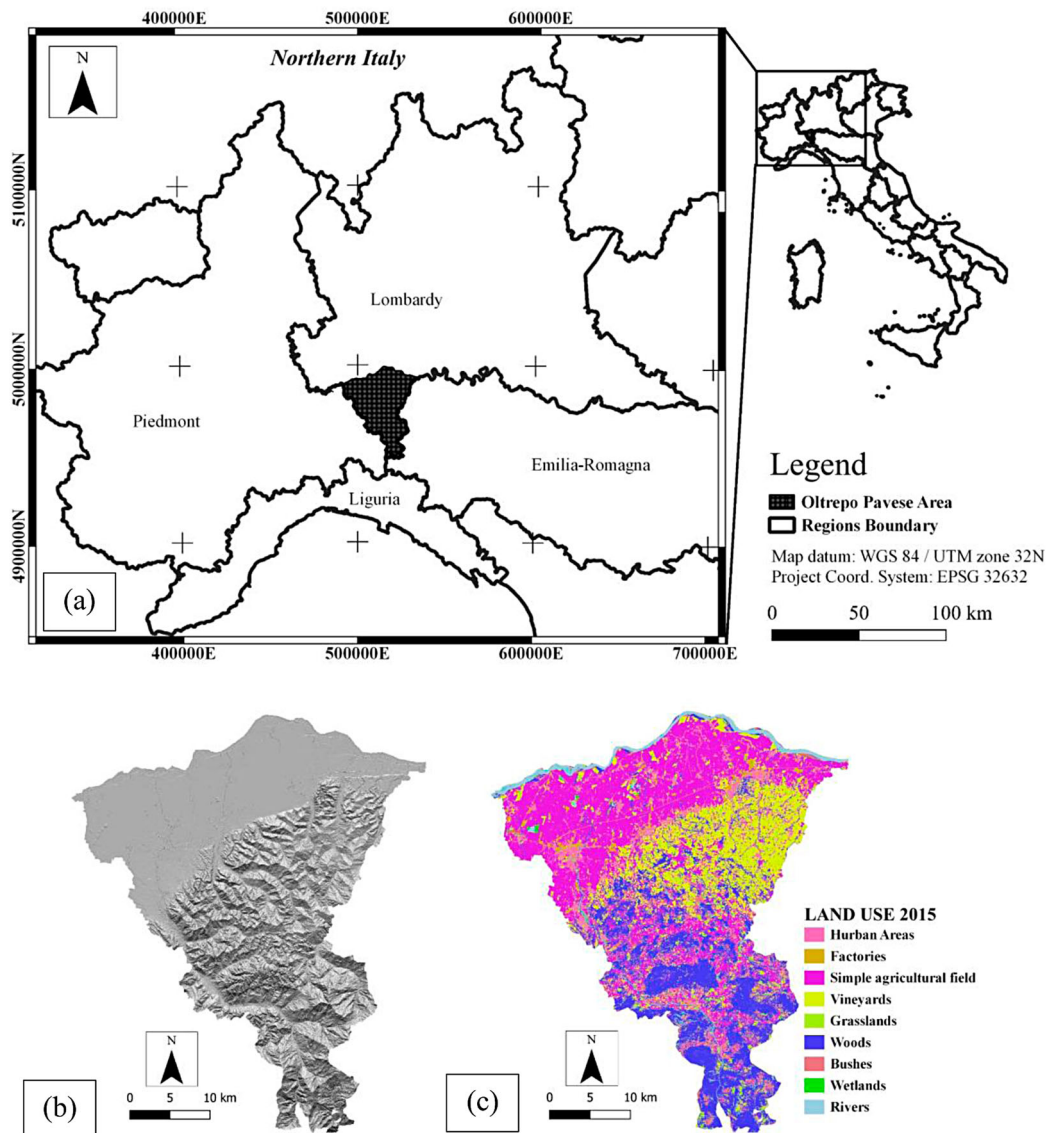 400000E 500000E 600000E
N
Northern Italy
5100000N
Lombardy
5000000N
Piedmont
Emilia-Romagna
Liguria
4900000N
(a)
400000E 500000E 600000E 700000E
Legend
Oltrepo Pavese Area
Regions Boundary
Map datum: WGS 84 / UTM zone 32N
Project Coord. System: EPSG 32632
0 50 100 km
N
0 5 10 km
(b)
LAND USE 2015
Hurban Areas
Factories
Simple agricultural field
Vineyards
Grasslands
Woods
Bushes
Wetlands
Rivers
N
0 5 10 km
(c)